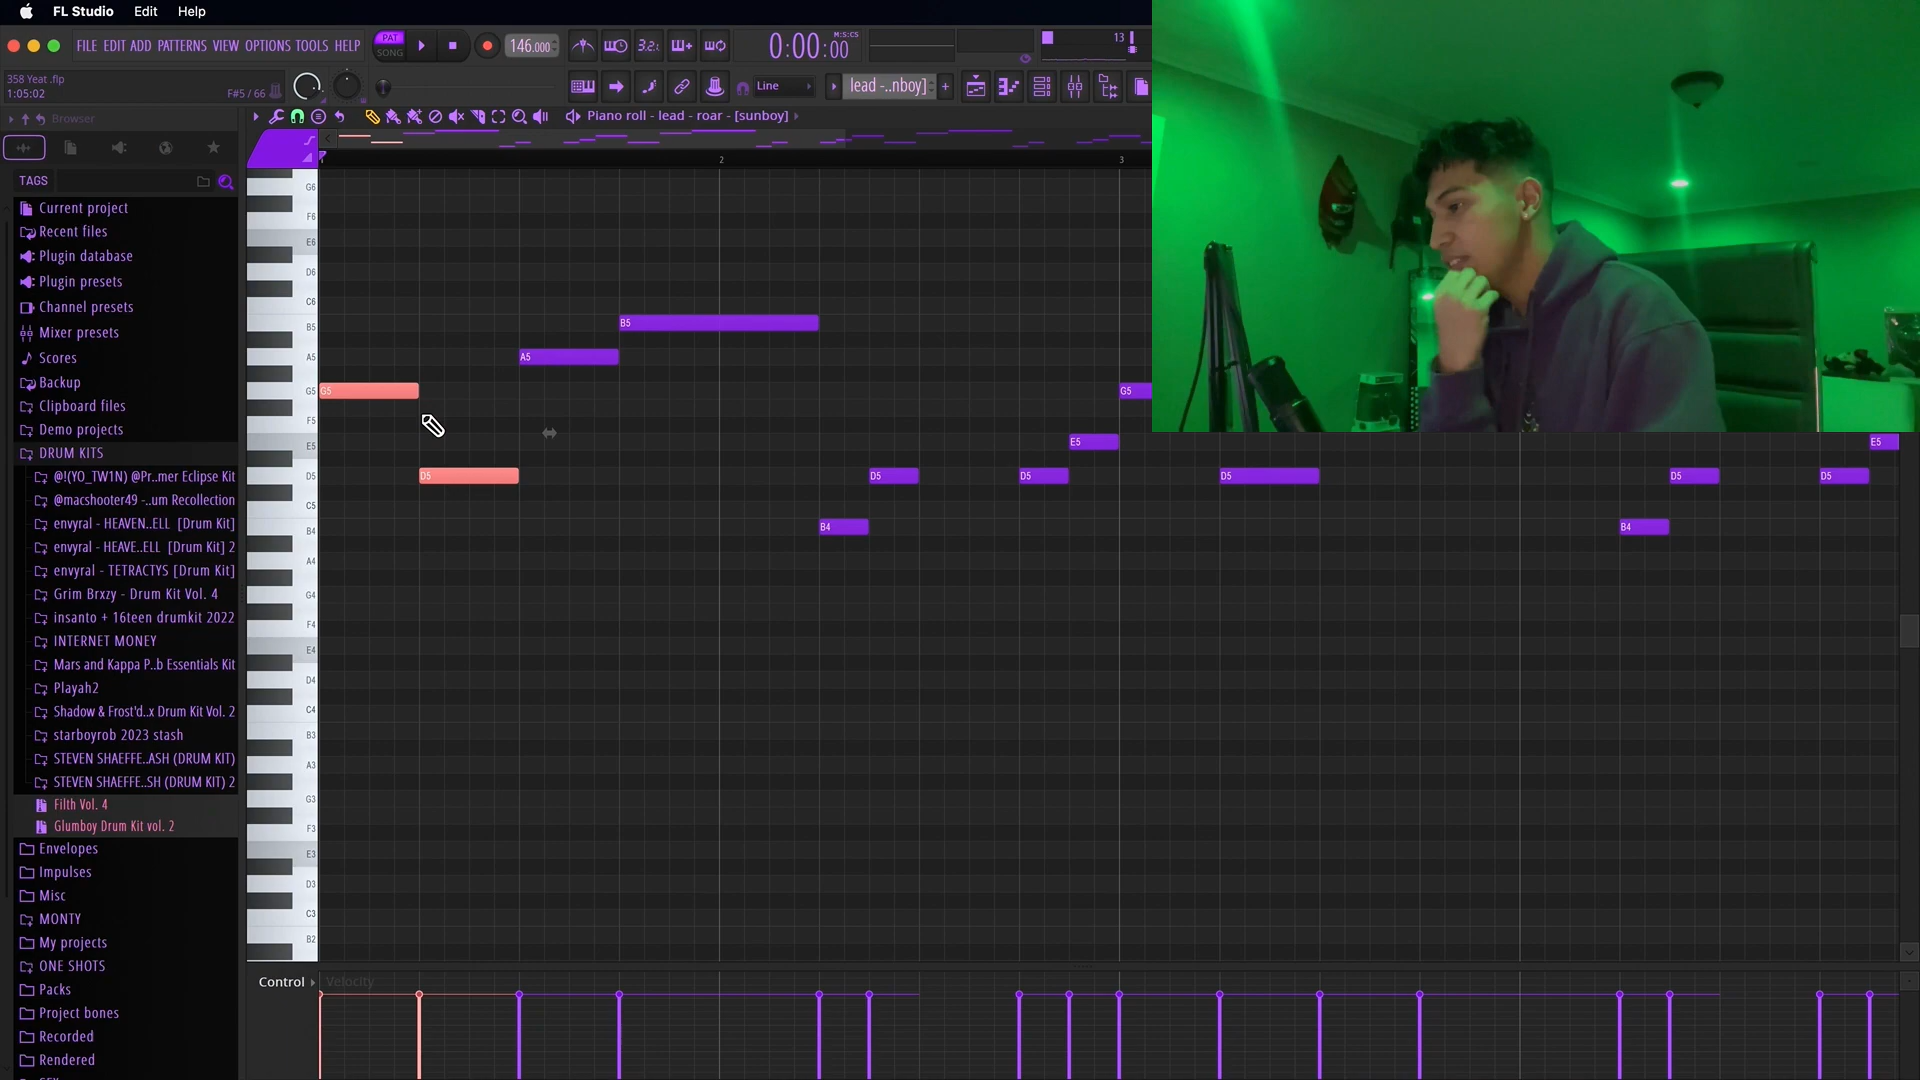 FL Studio Edit Help
FILE EDIT ADD PATTERNS VIEW OPTIONS TOOLS HELP
PAT
SONG
146.000
3.2.
0:00:00
M:S:CS
13
358 Yeat .flp
1:05:02
F#5 / 66
Line
lead -..nboy]
Browser
Piano roll - lead - roar - [sunboy]
TAGS
Current project
Recent files
Plugin database
Plugin presets
Channel presets
Mixer presets
Scores
Backup
Clipboard files
Demo projects
DRUM KITS
@!(YO_TW1N) @Pr..mer Eclipse Kit
@macshooter49 -..um Recollection
envyral - HEAVEN..ELL [Drum Kit]
envyral - HEAVE..ELL [Drum Kit] 2
envyral - TETRACTYS [Drum Kit]
Grim Brxzy - Drum Kit Vol. 4
insanto + 16teen drumkit 2022
INTERNET MONEY
Mars and Kappa P..b Essentials Kit
Playah2
Shadow & Frost'd..x Drum Kit Vol. 2
starboyrob 2023 stash
STEVEN SHAEFFE..ASH (DRUM KIT)
STEVEN SHAEFFE..SH (DRUM KIT) 2
Filth Vol. 4
Glumboy Drum Kit vol. 2
Envelopes
Impulses
Misc
MONTY
My projects
ONE SHOTS
Packs
Project bones
Recorded
Rendered
2
3
G6
F6
E6
D6
C6
B5
A5
G5
F5
E5
D5
C5
B4
A4
G4
F4
E4
D4
C4
B3
A3
G3
F3
E3
D3
C3
B2
B5
A5
G5
G5
E5
E5
D5
D5
D5
D5
D5
D5
B4
B4
Control
Velocity